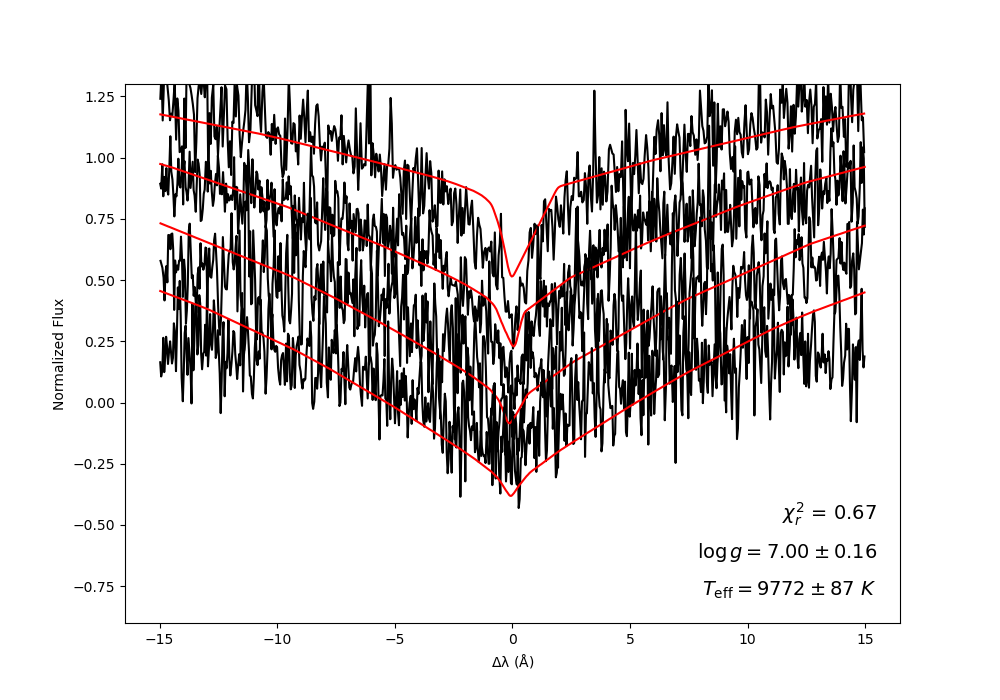 1.25
1.00
0.75
0.50
0.25
0.00
−0.25
−0.50
−0.75
Normalized Flux
χ²ᵣ = 0.67
log g = 7.00 ± 0.16
T_eff = 9772 ± 87 K
−15 −10 −5 0 5 10 15
Δλ (Å)